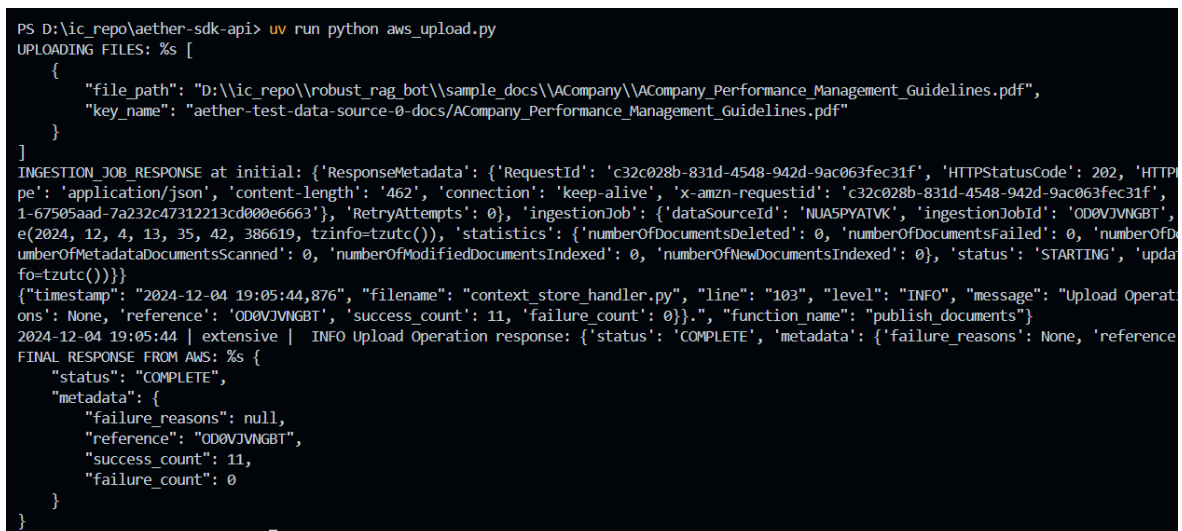 PS D:\ic_repo\aether-sdk-api> uv run python aws_upload.py
UPLOADING FILES: %s [
    {
        "file_path": "D:\\ic_repo\\robust_rag_bot\\sample_docs\\ACompany\\ACompany_Performance_Management_Guidelines.pdf",
        "key_name": "aether-test-data-source-0-docs/ACompany_Performance_Management_Guidelines.pdf"
    }
]
INGESTION_JOB_RESPONSE at initial: {'ResponseMetadata': {'RequestId': 'c32c028b-831d-4548-942d-9ac063fec31f', 'HTTPStatusCode': 202, 'HTTPH
pe': 'application/json', 'content-length': '462', 'connection': 'keep-alive', 'x-amzn-requestid': 'c32c028b-831d-4548-942d-9ac063fec31f',
1-67505aad-7a232c47312213cd000e6663'}, 'RetryAttempts': 0}, 'ingestionJob': {'dataSourceId': 'NUA5PYATVK', 'ingestionJobId': 'OD0VJVNGBT',
e(2024, 12, 4, 13, 35, 42, 386619, tzinfo=tzutc()), 'statistics': {'numberOfDocumentsDeleted': 0, 'numberOfDocumentsFailed': 0, 'numberOfDo
umberOfMetadataDocumentsScanned': 0, 'numberOfModifiedDocumentsIndexed': 0, 'numberOfNewDocumentsIndexed': 0}, 'status': 'STARTING', 'updat
fo=tzutc())}}
{"timestamp": "2024-12-04 19:05:44,876", "filename": "context_store_handler.py", "line": "103", "level": "INFO", "message": "Upload Operati
ons': None, 'reference': 'OD0VJVNGBT', 'success_count': 11, 'failure_count': 0}}.", "function_name": "publish_documents"}
2024-12-04 19:05:44 | extensive |  INFO Upload Operation response: {'status': 'COMPLETE', 'metadata': {'failure_reasons': None, 'reference
FINAL RESPONSE FROM AWS: %s {
    "status": "COMPLETE",
    "metadata": {
        "failure_reasons": null,
        "reference": "OD0VJVNGBT",
        "success_count": 11,
        "failure_count": 0
    }
}